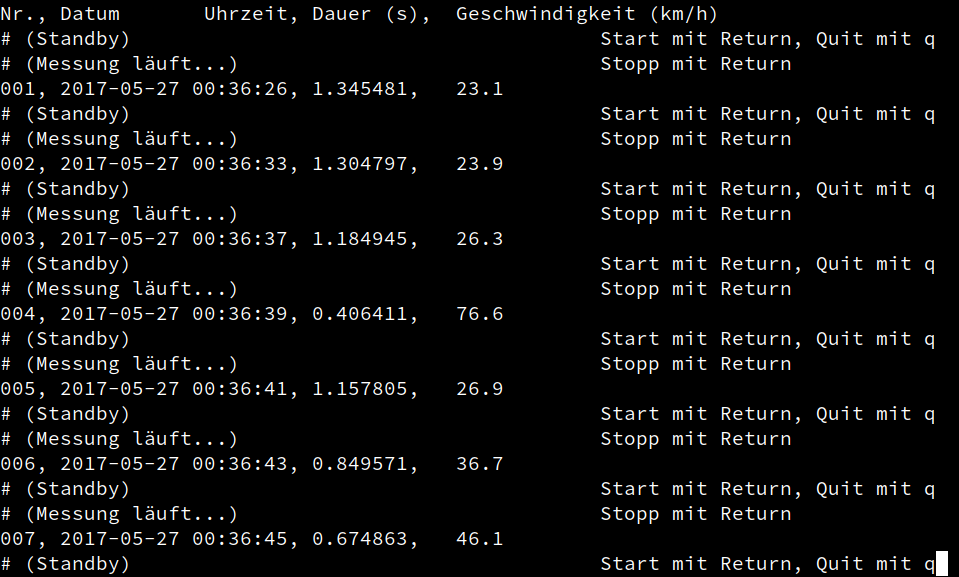 Nr., Datum       Uhrzeit, Dauer (s),  Geschwindigkeit (km/h)
# (Standby)                                       Start mit Return, Quit mit q
# (Messung läuft...)                              Stopp mit Return
001, 2017-05-27 00:36:26, 1.345481,   23.1
# (Standby)                                       Start mit Return, Quit mit q
# (Messung läuft...)                              Stopp mit Return
002, 2017-05-27 00:36:33, 1.304797,   23.9
# (Standby)                                       Start mit Return, Quit mit q
# (Messung läuft...)                              Stopp mit Return
003, 2017-05-27 00:36:37, 1.184945,   26.3
# (Standby)                                       Start mit Return, Quit mit q
# (Messung läuft...)                              Stopp mit Return
004, 2017-05-27 00:36:39, 0.406411,   76.6
# (Standby)                                       Start mit Return, Quit mit q
# (Messung läuft...)                              Stopp mit Return
005, 2017-05-27 00:36:41, 1.157805,   26.9
# (Standby)                                       Start mit Return, Quit mit q
# (Messung läuft...)                              Stopp mit Return
006, 2017-05-27 00:36:43, 0.849571,   36.7
# (Standby)                                       Start mit Return, Quit mit q
# (Messung läuft...)                              Stopp mit Return
007, 2017-05-27 00:36:45, 0.674863,   46.1
# (Standby)                                       Start mit Return, Quit mit q